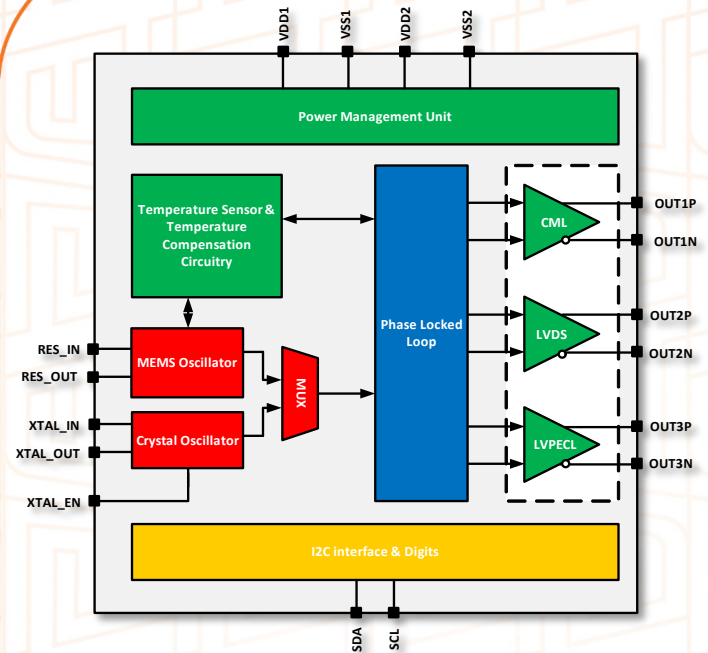 VDD1
VSS1
VDD2
VSS2
Power Management Unit
Temperature Sensor &
Temperature
Compensation
Circuitry
CML
OUT1P
OUT1N
Phase Locked
Loop
LVDS
OUT2P
OUT2N
RES_IN
RES_OUT
MEMS Oscillator
MUX
XTAL_IN
XTAL_OUT
Crystal Oscillator
XTAL_EN
LVPECL
OUT3P
OUT3N
I2C interface & Digits
SDA
SCL